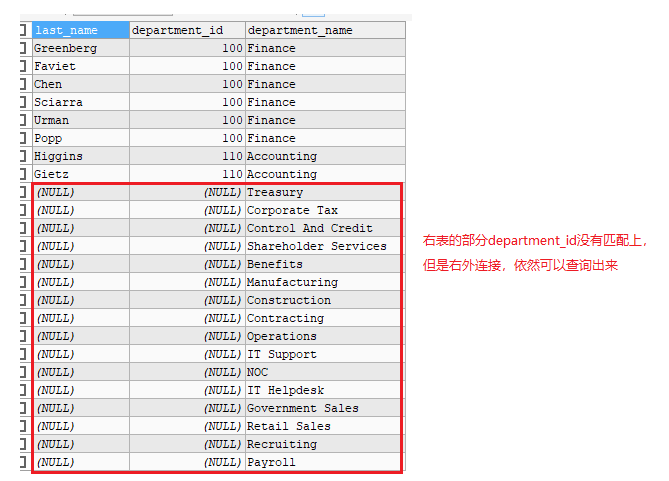 last_name department_id department_name
Greenberg 100 Finance
Faviet 100 Finance
Chen 100 Finance
Sciarra 100 Finance
Urman 100 Finance
Popp 100 Finance
Higgins 110 Accounting
Gietz 110 Accounting
(NULL) (NULL) Treasury
(NULL) (NULL) Corporate Tax
(NULL) (NULL) Control And Credit
(NULL) (NULL) Shareholder Services
(NULL) (NULL) Benefits
(NULL) (NULL) Manufacturing
(NULL) (NULL) Construction
(NULL) (NULL) Contracting
(NULL) (NULL) Operations
(NULL) (NULL) IT Support
(NULL) (NULL) NOC
(NULL) (NULL) IT Helpdesk
(NULL) (NULL) Government Sales
(NULL) (NULL) Retail Sales
(NULL) (NULL) Recruiting
(NULL) (NULL) Payroll
右表的部分department_id没有匹配上，
但是右外连接，依然可以查询出来